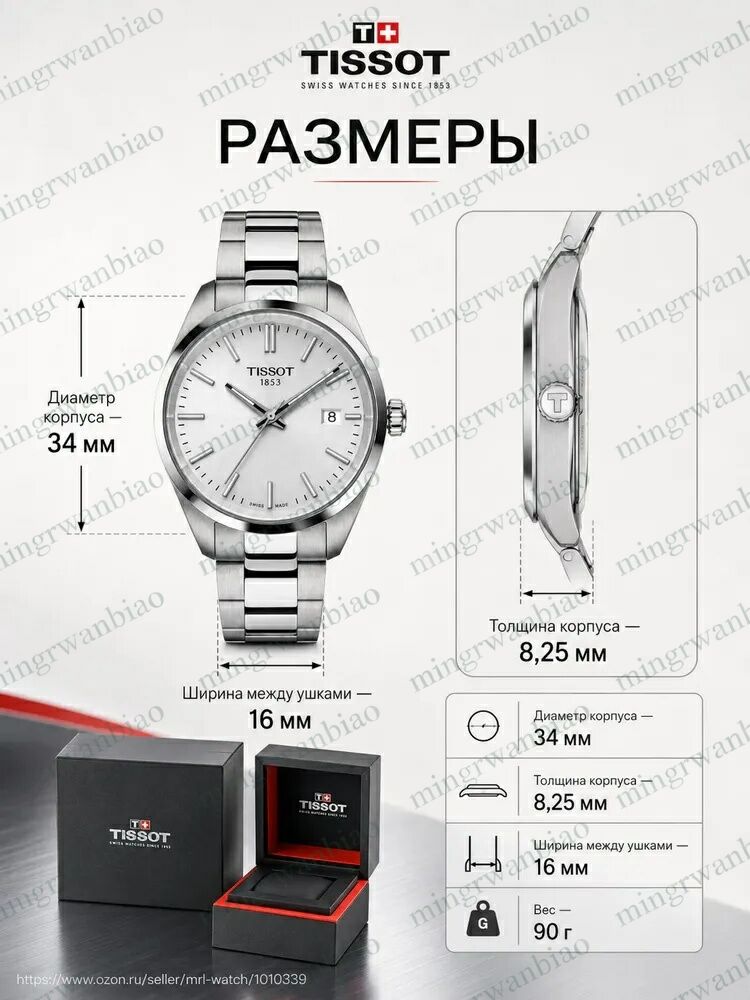 T+
TISSOT
SWISS WATCHES SINCE 1853
РАЗМЕРЫ
TISSOT
1853
8
SWISS MADE
T
Диаметр
корпуса —
34 мм
Толщина корпуса —
8,25 мм
Ширина между ушками —
16 мм
Диаметр корпуса —
34 мм
Толщина корпуса —
8,25 мм
Ширина между ушками —
16 мм
G
Вес —
90 г
T+
TISSOT
SWISS WATCHES SINCE 1853
T+
TISSOT
SWISS WATCHES SINCE 1853
https://www.ozon.ru/seller/mrl-watch/1010339
mingrwanbiao